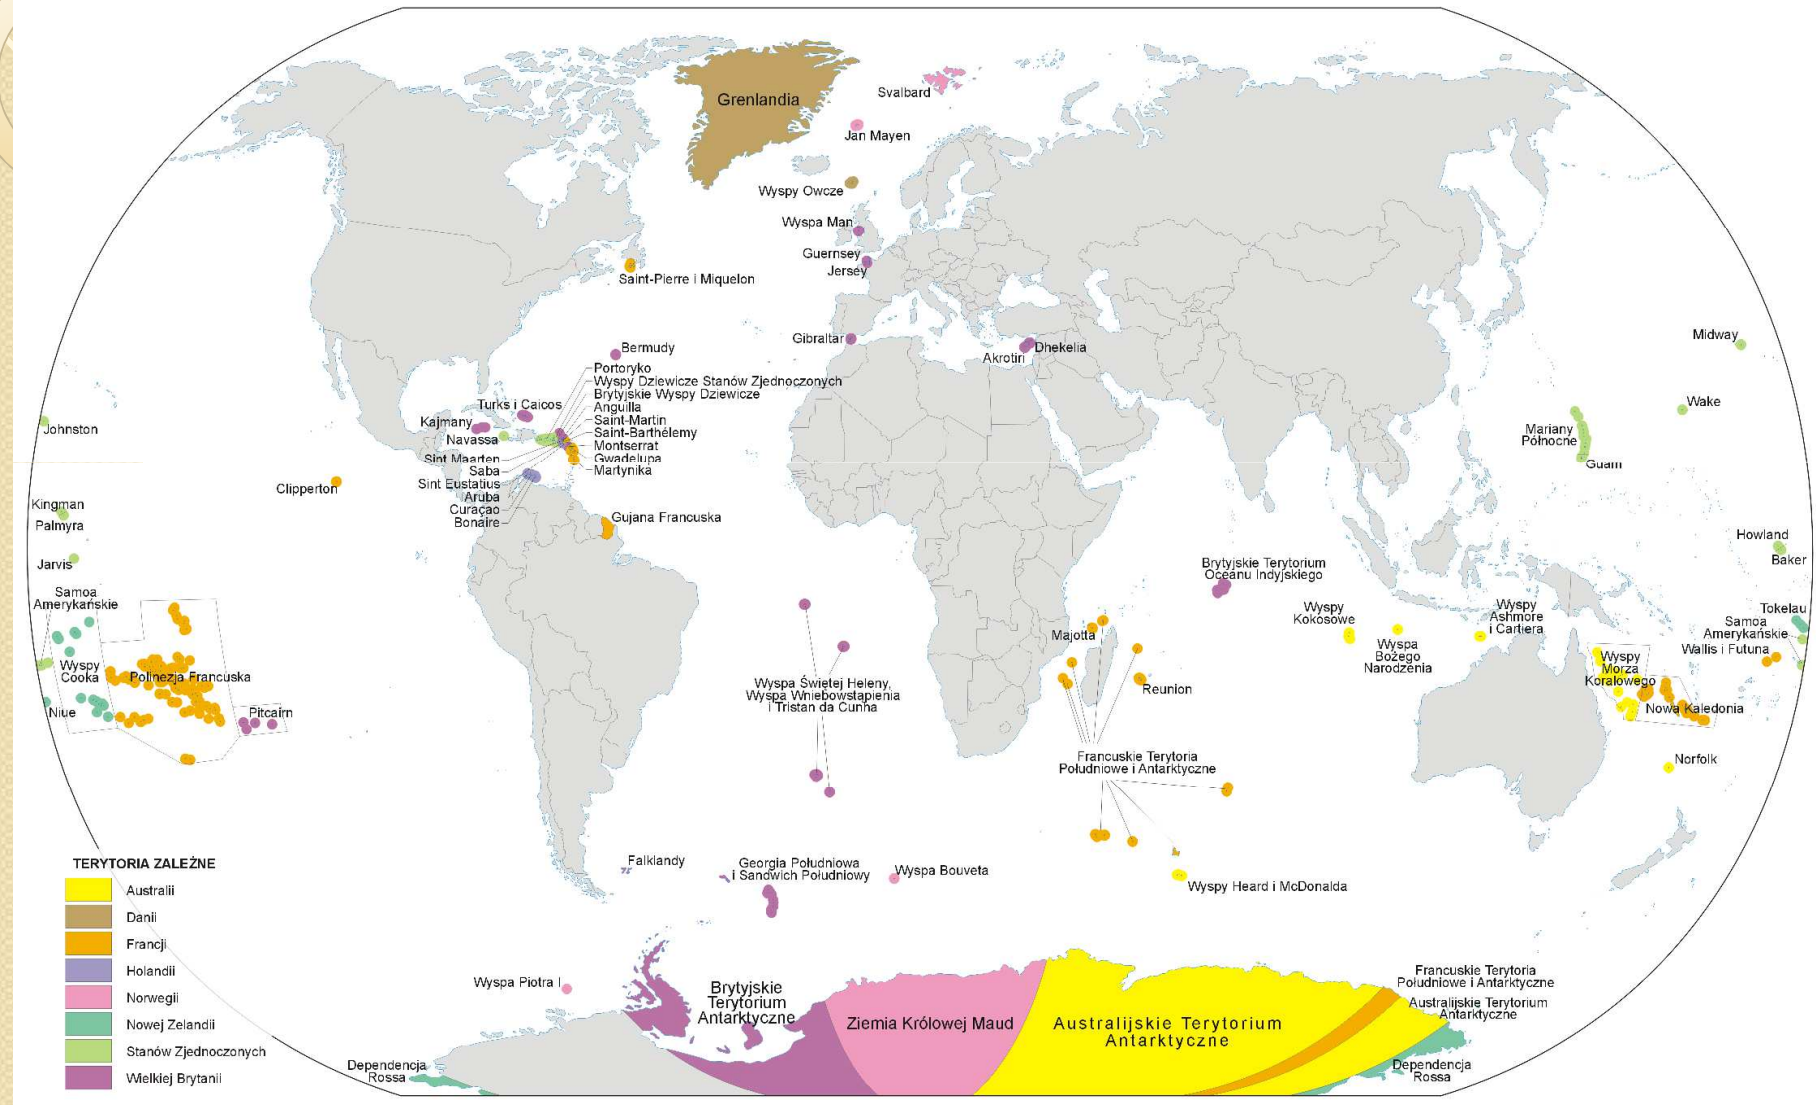 Grenlandia
Svalbard
Jan Mayen
Wyspy Owcze
Wyspa Man
Guernsey
Jersey
Saint-Pierre i Miquelon
Gibraltar
Akrotiri
Dhekelia
Bermudy
Portoryko
Wyspy Dziewicze Stanów Zjednoczonych
Brytyjskie Wyspy Dziewicze
Anguilla
Saint-Martin
Saint-Barthélemy
Montserrat
Gwadelupa
Martynika
Turks i Caicos
Kajmany
Navassa
Sint Maarten
Saba
Sint Eustatius
Aruba
Curaçao
Bonaire
Clipperton
Gujana Francuska
Johnston
Kingman
Palmyra
Jarvis
Samoa
Amerykańskie
Wyspy
Cooka
Niue
Polinezja Francuska
Pitcairn
Midway
Wake
Mariany
Północne
Guam
Howland
Baker
Tokelau
Samoa
Amerykańskie
Wallis i Futuna
Brytyjskie Terytorium
Oceanu Indyjskiego
Wyspy
Kokosowe
Wyspa
Bożego
Narodzenia
Wyspy
Ashmore
i Cartiera
Wyspy
Morza
Koralowego
Nowa Kaledonia
Norfolk
Majotta
Reunion
Wyspa Świętej Heleny,
Wyspa Wniebowstąpienia
i Tristan da Cunha
Francuskie Terytoria
Południowe i Antarktyczne
Falklandy
Georgia Południowa
i Sandwich Południowy
Wyspa Bouveta
Wyspy Heard i McDonalda
Wyspa Piotra I
Brytyjskie
Terytorium
Antarktyczne
Ziemia Królowej Maud
Australijskie Terytorium
Antarktyczne
Francuskie Terytoria
Południowe i Antarktyczne
Australijskie Terytorium
Antarktyczne
Dependencja
Rossa
Dependencja
Rossa
TERYTORIA ZALEŻNE
Australii
Danii
Francji
Holandii
Norwegii
Nowej Zelandii
Stanów Zjednoczonych
Wielkiej Brytanii